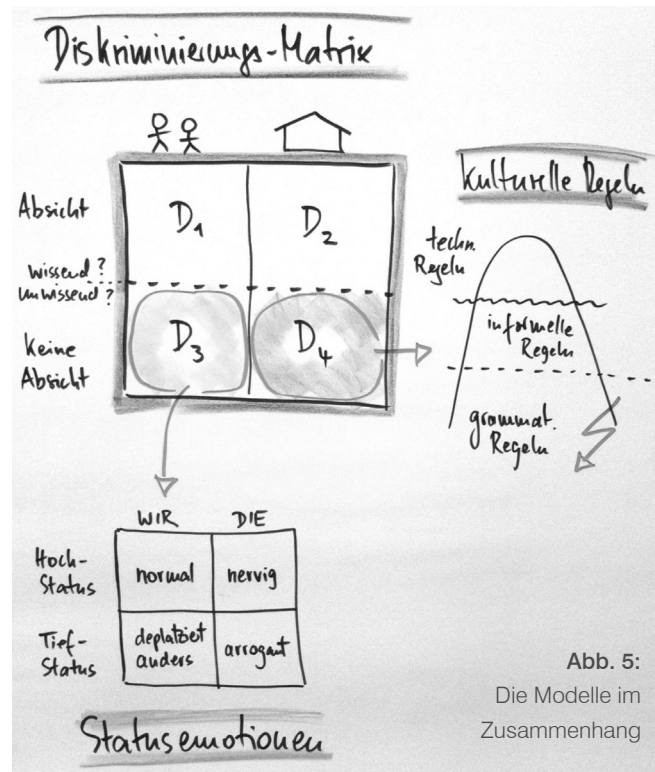 Diskriminierungs-Matrix
Absicht
wissend?
unwissend?
Keine
Absicht
D1
D2
D3
D4
Kulturelle Regeln
techn.
Regeln
informelle
Regeln
grammat.
Regeln
WIR
DIE
Hoch-
Status
normal
nervig
Tief-
Status
deplatziert
anders
arrogant
Statusemotionen
Abb. 5:
Die Modelle im
Zusammenhang